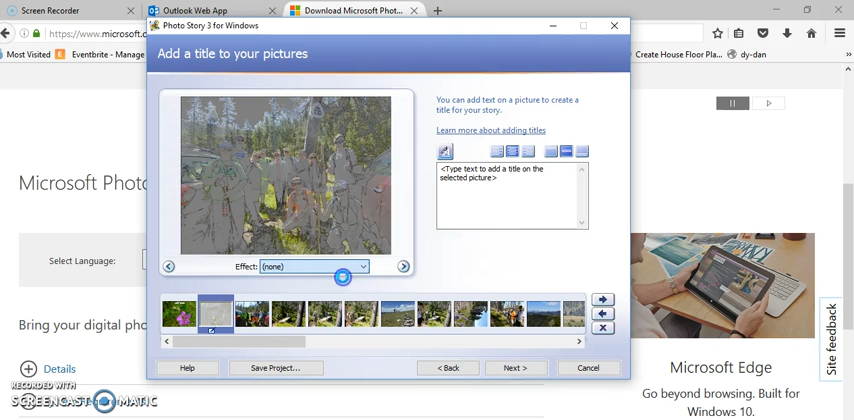 Screen Recorder
Outlook Web App
Download Microsoft Phot...
https://www.microsoft.c
Photo Story 3 for Windows
Most Visited
Eventbrite - Manage
Create House Floor Pla...
dy-dan
Add a title to your pictures
You can add text on a picture to create a
title for your story.
Learn more about adding titles
<Type text to add a title on the
selected picture>
Microsoft Pho
Select Language:
Effect:
(none)
Bring your digital pho
Help
Save Project...
< Back
Next >
Cancel
Details
Site feedback
Microsoft Edge
Go beyond browsing. Built for
Windows 10.
RECORDED WITH
SCREENCAST MATIC